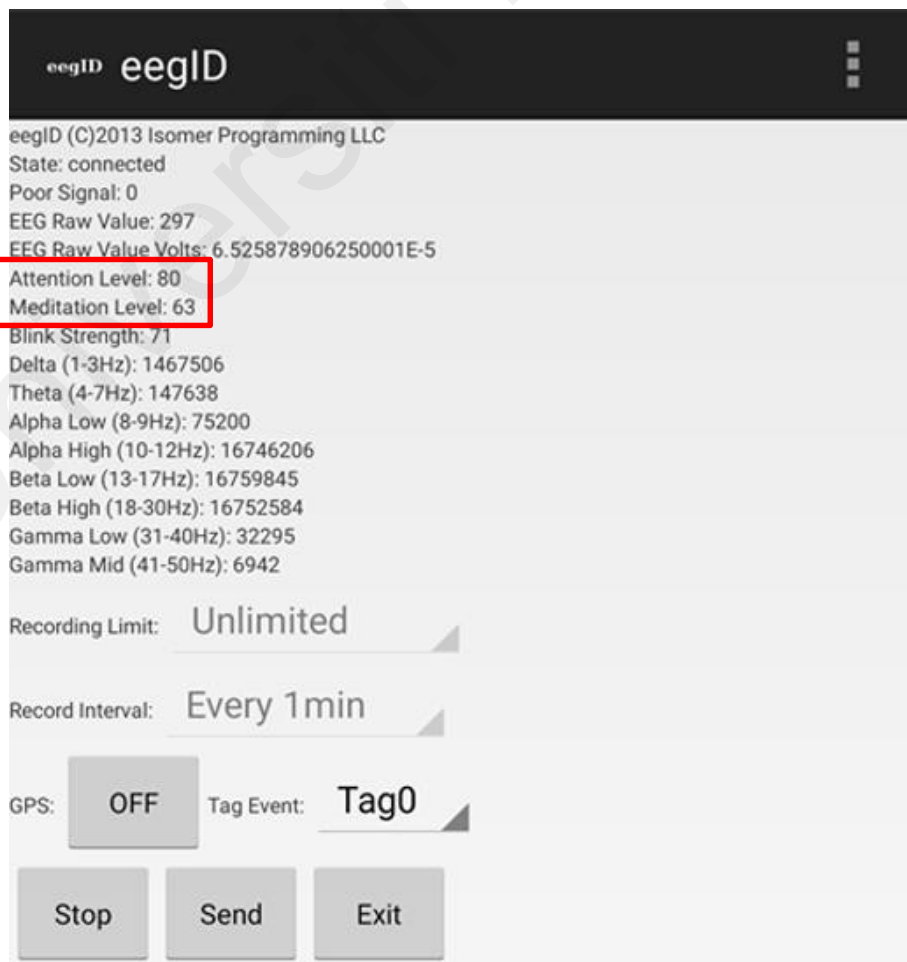 eegID eegID
eegID (C)2013 Isomer Programming LLC
State: connected
Poor Signal: 0
EEG Raw Value: 297
EEG Raw Value Volts: 6.525878906250001E-5
Attention Level: 80
Meditation Level: 63
Blink Strength: 71
Delta (1-3Hz): 1467506
Theta (4-7Hz): 147638
Alpha Low (8-9Hz): 75200
Alpha High (10-12Hz): 16746206
Beta Low (13-17Hz): 16759845
Beta High (18-30Hz): 16752584
Gamma Low (31-40Hz): 32295
Gamma Mid (41-50Hz): 6942
Recording Limit: Unlimited
Record Interval: Every 1min
GPS: OFF Tag Event: Tag0
Stop Send Exit